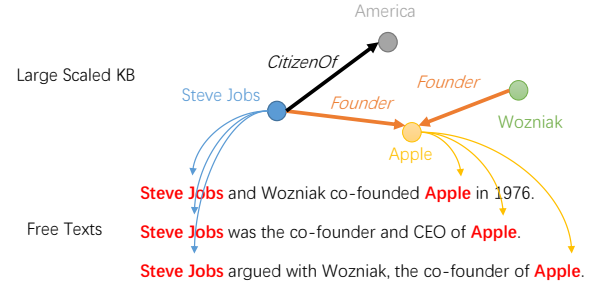 America
CitizenOf
Large Scaled KB
Steve Jobs
Founder
Founder
Wozniak
Apple
Steve Jobs and Wozniak co-founded Apple in 1976.
Free Texts
Steve Jobs was the co-founder and CEO of Apple.
Steve Jobs argued with Wozniak, the co-founder of Apple.